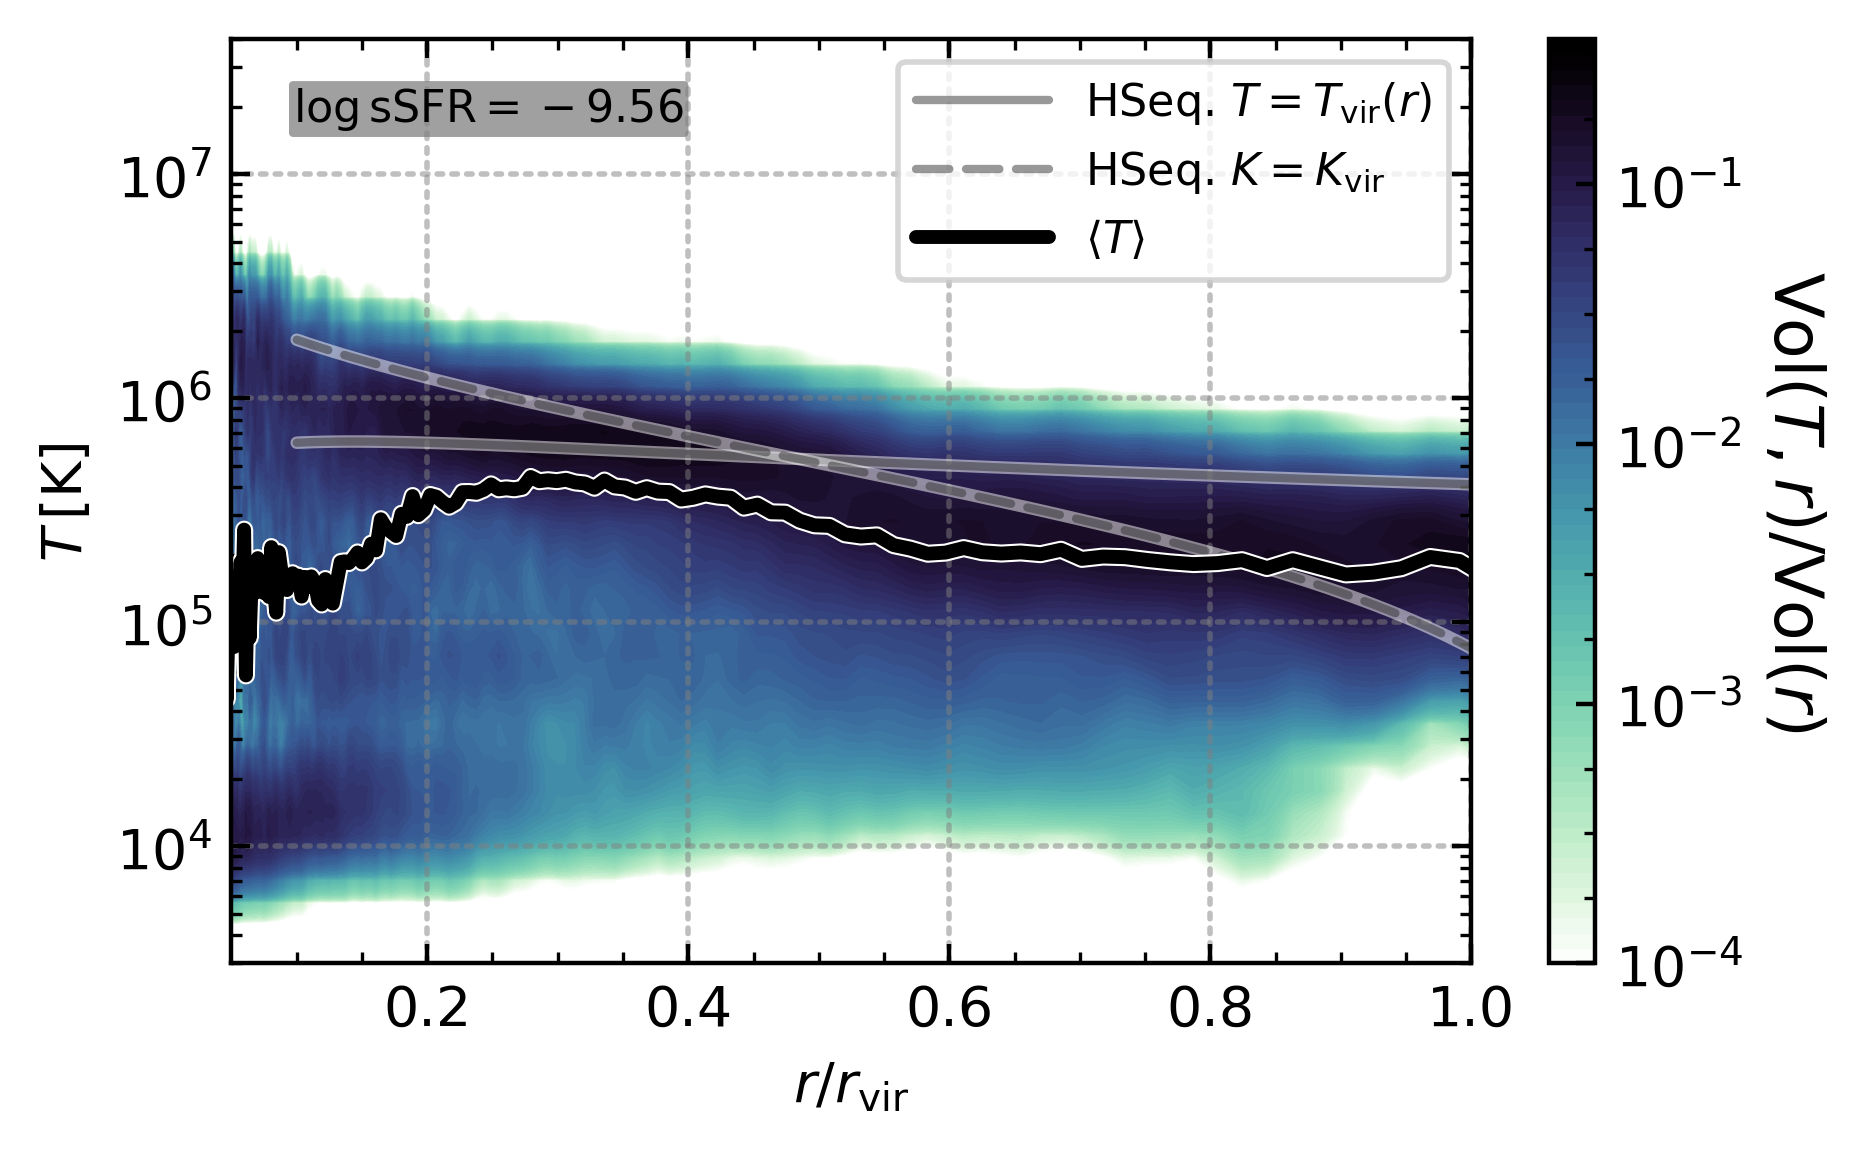 log sSFR = − 9.56
HSeq. T = T_vir(r)
HSeq. K = K_vir
⟨T⟩
10^7
10^6
10^5
10^4
T [K]
0.2 0.4 0.6 0.8 1.0
r/r_vir
10^−1
10^−2
10^−3
10^−4
Vol(T, r)/Vol(r)